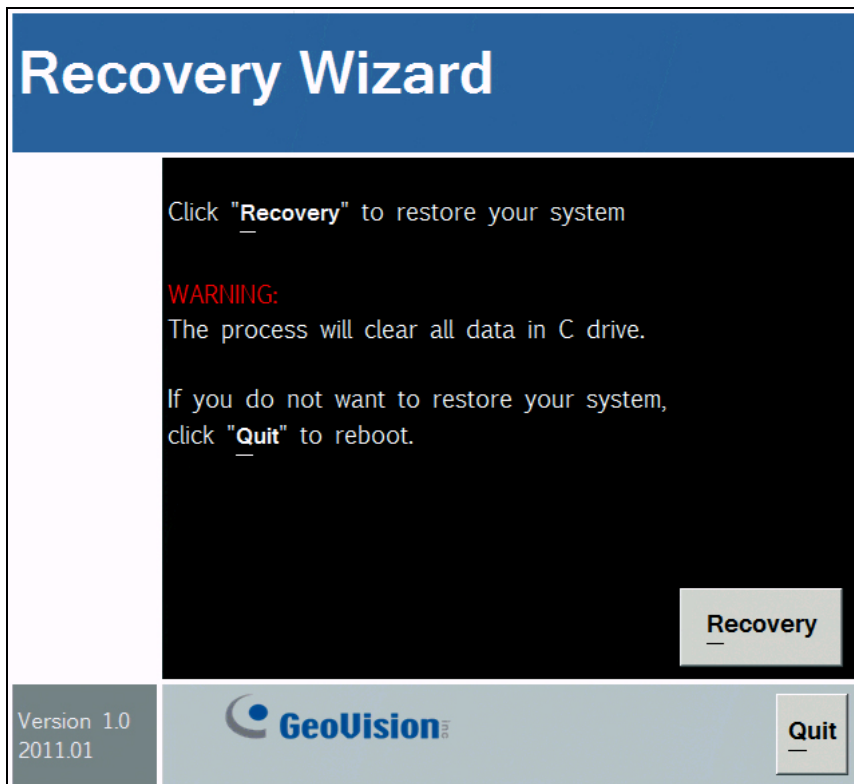 Recovery Wizard
Click "Recovery" to restore your system
WARNING:
The process will clear all data in C drive.
If you do not want to restore your system,
click "Quit" to reboot.
Recovery
Version 1.0
2011.01
GeoVision inc
Quit